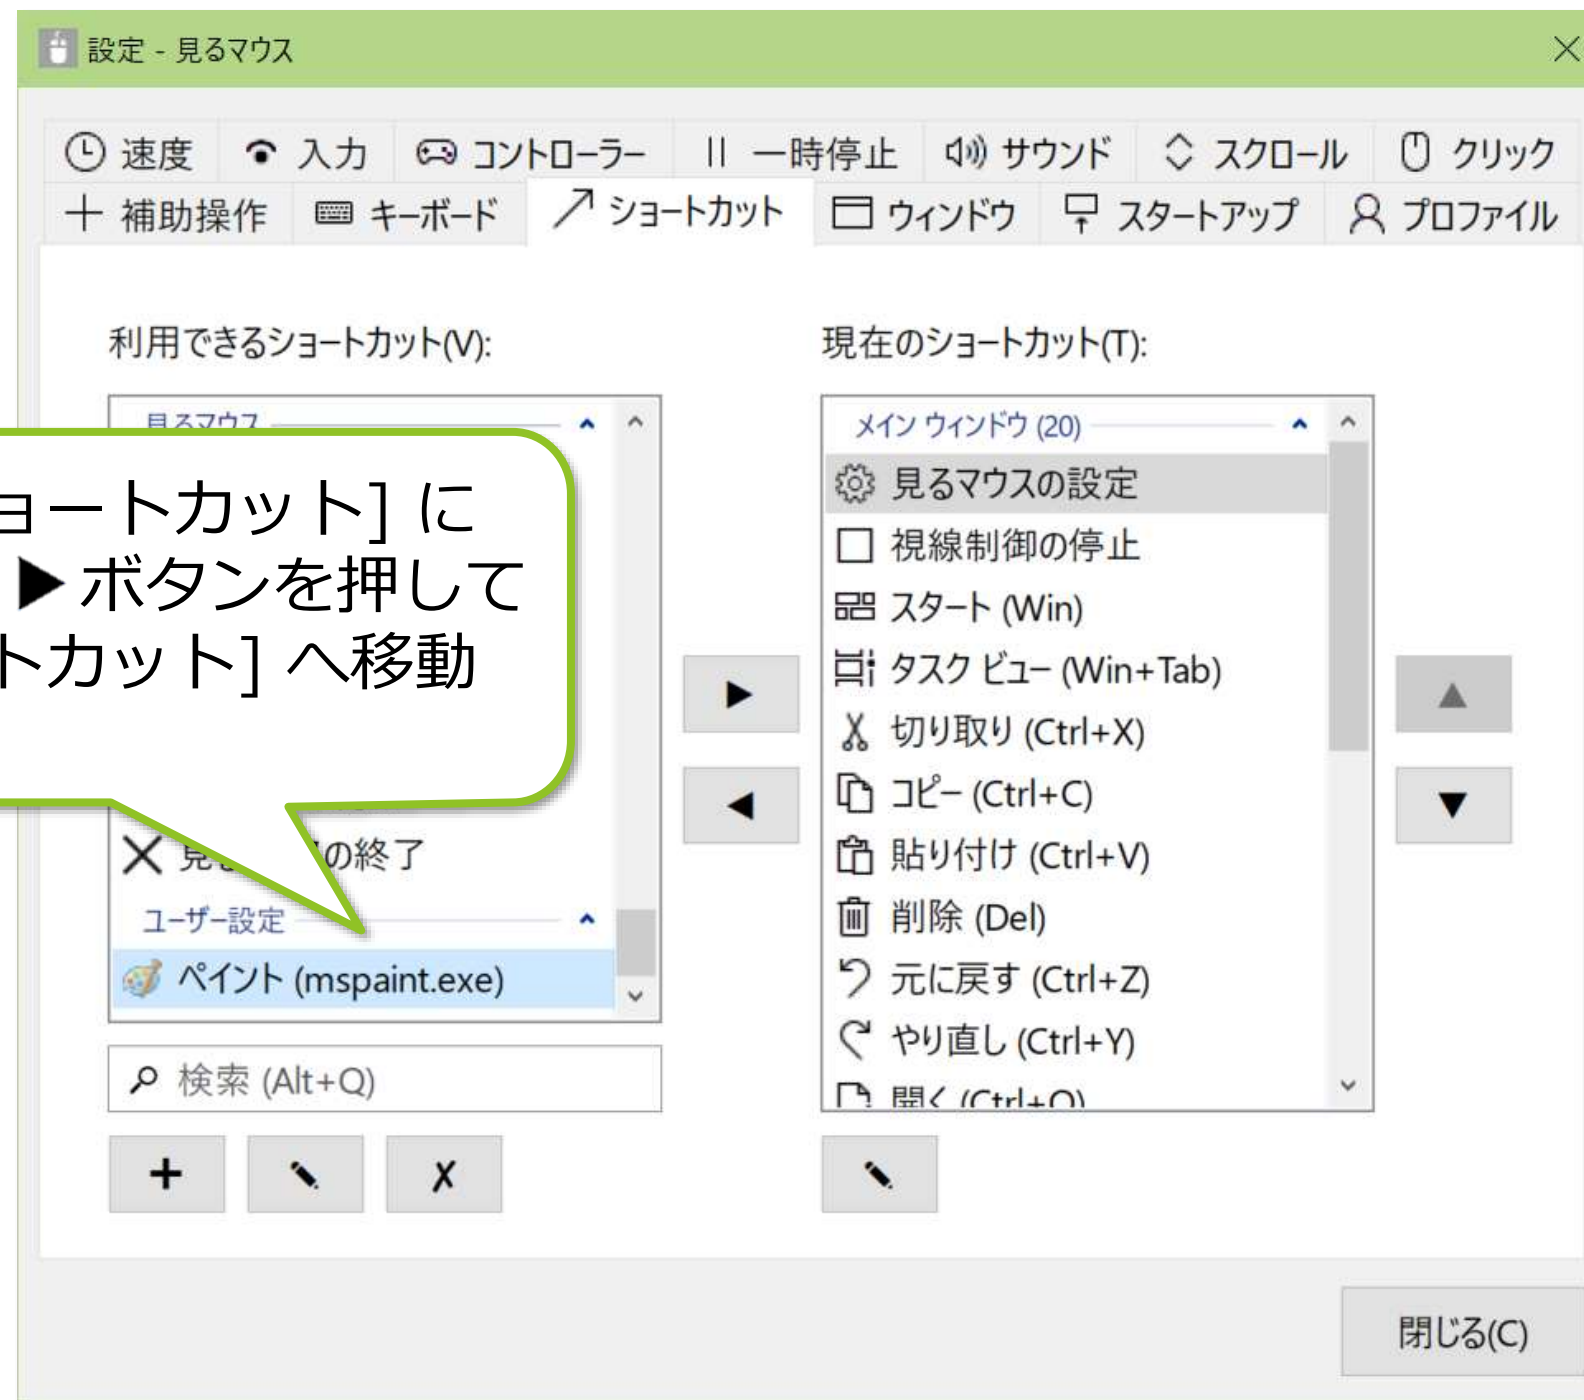 設定 - 見るマウス
速度 入力 コントローラー 一時停止 サウンド スクロール クリック
補助操作 キーボード ショートカット ウィンドウ スタートアップ プロファイル
利用できるショートカット(V):
見るマウス
ョートカット] に
▶ ボタンを押して
トカット] へ移動
の終了
ユーザー設定
ペイント (mspaint.exe)
検索 (Alt+Q)
現在のショートカット(T):
メイン ウィンドウ (20)
見るマウスの設定
視線制御の停止
スタート (Win)
タスク ビュー (Win+Tab)
切り取り (Ctrl+X)
コピー (Ctrl+C)
貼り付け (Ctrl+V)
削除 (Del)
元に戻す (Ctrl+Z)
やり直し (Ctrl+Y)
開く (Ctrl+O)
閉じる(C)